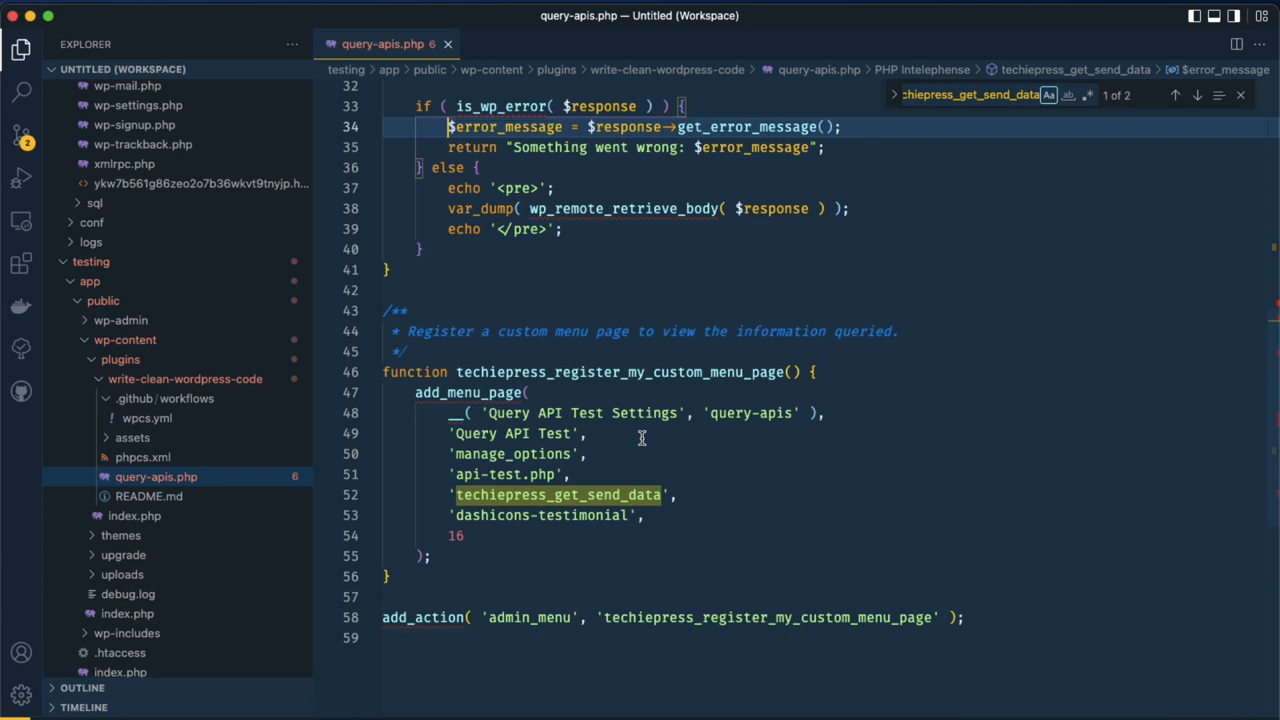 query-apis.php — Untitled (Workspace)
EXPLORER
UNTITLED (WORKSPACE)
wp-mail.php
wp-settings.php
wp-signup.php
wp-trackback.php
xmlrpc.php
ykw7b561g86zeo2o7b36wkvt9tnyjp.h...
sql
conf
logs
testing
app
public
wp-admin
wp-content
plugins
write-clean-wordpress-code
.github/workflows
wpcs.yml
assets
phpcs.xml
query-apis.php 6
README.md
index.php
themes
upgrade
uploads
debug.log
index.php
wp-includes
.htaccess
index.php
OUTLINE
TIMELINE
2
query-apis.php 6
testing > app > public > wp-content > plugins > write-clean-wordpress-code > query-apis.php > PHP Intelephense > techiepress_get_send_data > $error_message
techiepress_get_send_data Aa ab 1 of 2
32
33 if ( is_wp_error( $response ) ) {
34 $error_message = $response->get_error_message();
35 return "Something went wrong: $error_message";
36 } else {
37 echo '<pre>';
38 var_dump( wp_remote_retrieve_body( $response ) );
39 echo '</pre>';
40 }
41 }
42
43 /**
44 * Register a custom menu page to view the information queried.
45 */
46 function techiepress_register_my_custom_menu_page() {
47 add_menu_page(
48 __( 'Query API Test Settings', 'query-apis' ),
49 'Query API Test',
50 'manage_options',
51 'api-test.php',
52 'techiepress_get_send_data',
53 'dashicons-testimonial',
54 16
55 );
56 }
57
58 add_action( 'admin_menu', 'techiepress_register_my_custom_menu_page' );
59